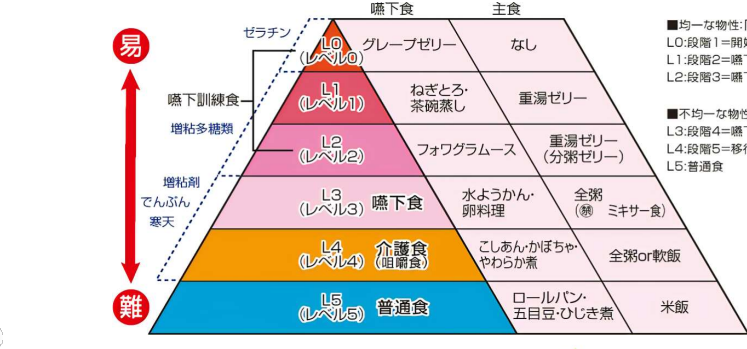 嚥下食 主食
易
ゼラチン
L0
(レベル0)
グレープゼリー
なし
■均一な物性:
L0:段階1=開始
L1:段階2=嚥下
L2:段階3=嚥
嚥下訓練食
L1
(レベル1)
ねぎとろ・
茶碗蒸し
重湯ゼリー
増粘多糖類
■不均一な物性
L3:段階4=嚥
L4:段階5=移行
L5:普通食
L2
(レベル2)
フォワグラムース
重湯ゼリー
(分粥ゼリー)
増粘剤
でんぷん
寒天
L3
(レベル3)
嚥下食
水ようかん・
卵料理
全粥
(禁 ミキサー食)
L4
(レベル4)
介護食
(咀嚼食)
こしあん・かぼちゃ・
やわらか煮
全粥or軟飯
難
L5
(レベル5)
普通食
ロールパン・
五目豆・ひじき煮
米飯